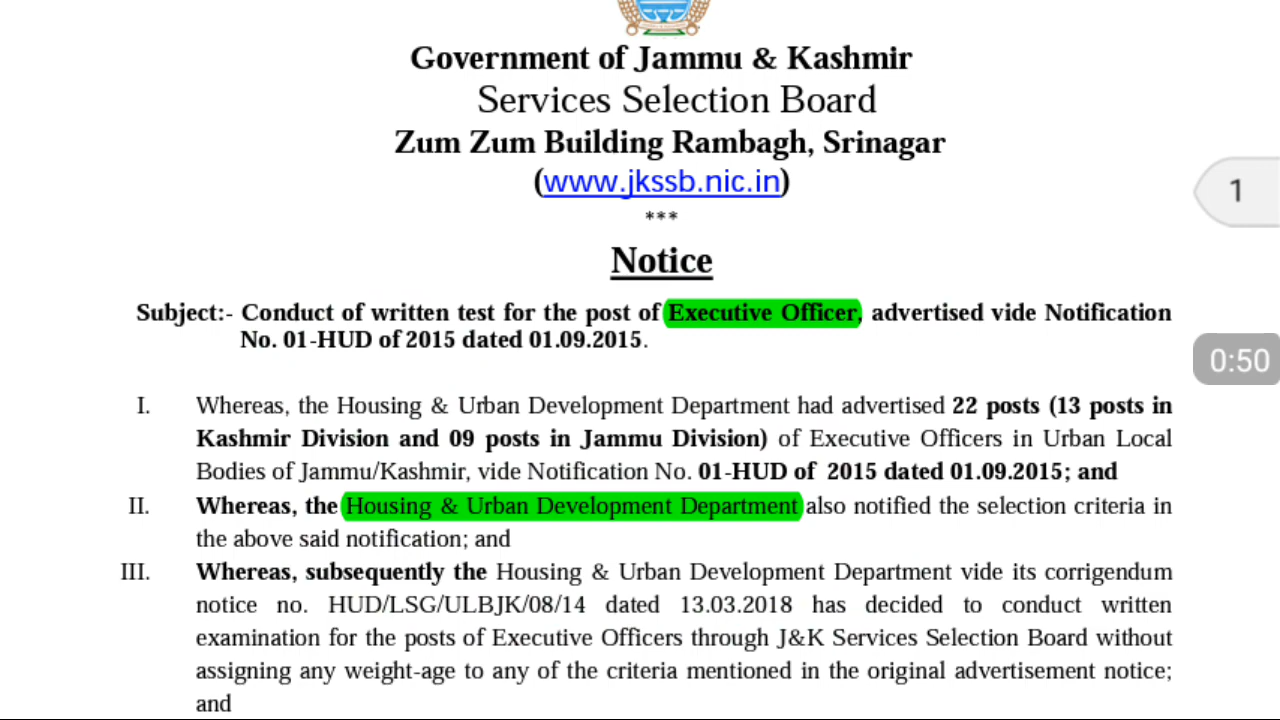 Government of Jammu & Kashmir
Services Selection Board
Zum Zum Building Rambagh, Srinagar
(www.jkssb.nic.in)
***
Notice
Subject:- Conduct of written test for the post of Executive Officer, advertised vide Notification
No. 01-HUD of 2015 dated 01.09.2015.
I. Whereas, the Housing & Urban Development Department had advertised 22 posts (13 posts in
Kashmir Division and 09 posts in Jammu Division) of Executive Officers in Urban Local
Bodies of Jammu/Kashmir, vide Notification No. 01-HUD of 2015 dated 01.09.2015; and
II. Whereas, the Housing & Urban Development Department also notified the selection criteria in
the above said notification; and
III. Whereas, subsequently the Housing & Urban Development Department vide its corrigendum
notice no. HUD/LSG/ULBJK/08/14 dated 13.03.2018 has decided to conduct written
examination for the posts of Executive Officers through J&K Services Selection Board without
assigning any weight-age to any of the criteria mentioned in the original advertisement notice;
and
1
0:50